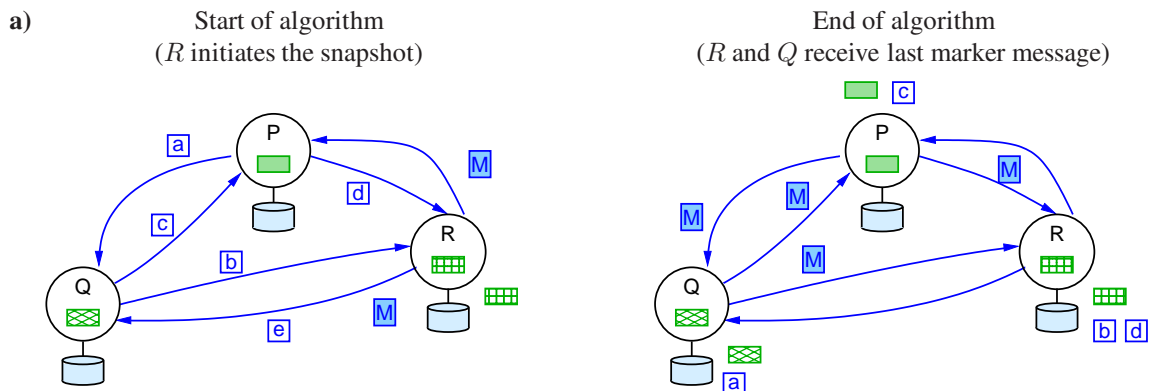 a)
Start of algorithm
(R initiates the snapshot)
P
a
M
d
c
R
b
Q
M
e
End of algorithm
(R and Q receive last marker message)
c
P
M
M
M
R
M
Q
b d
a